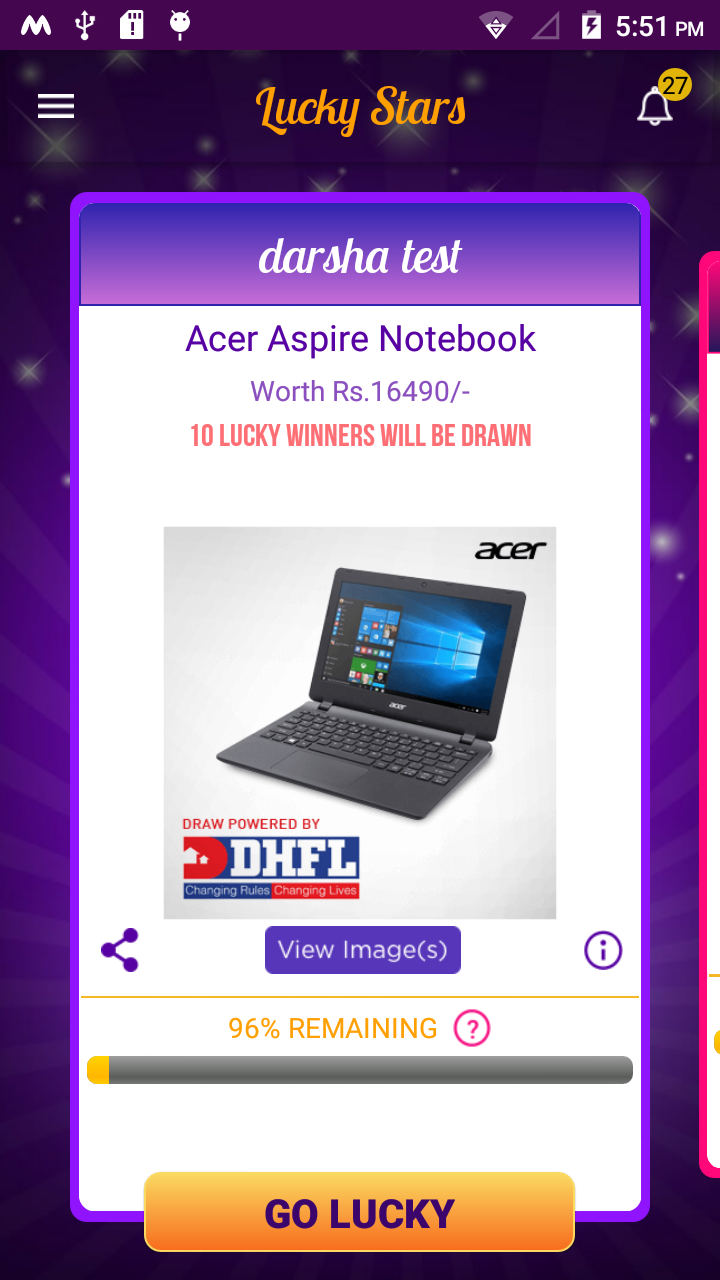 5:51 PM
Lucky Stars
27
darsha test
Acer Aspire Notebook
Worth Rs.16490/-
10 LUCKY WINNERS WILL BE DRAWN
acer
acer
DRAW POWERED BY
DHFL
Changing Rules Changing Lives
View Image(s)
96% REMAINING ?
GO LUCKY